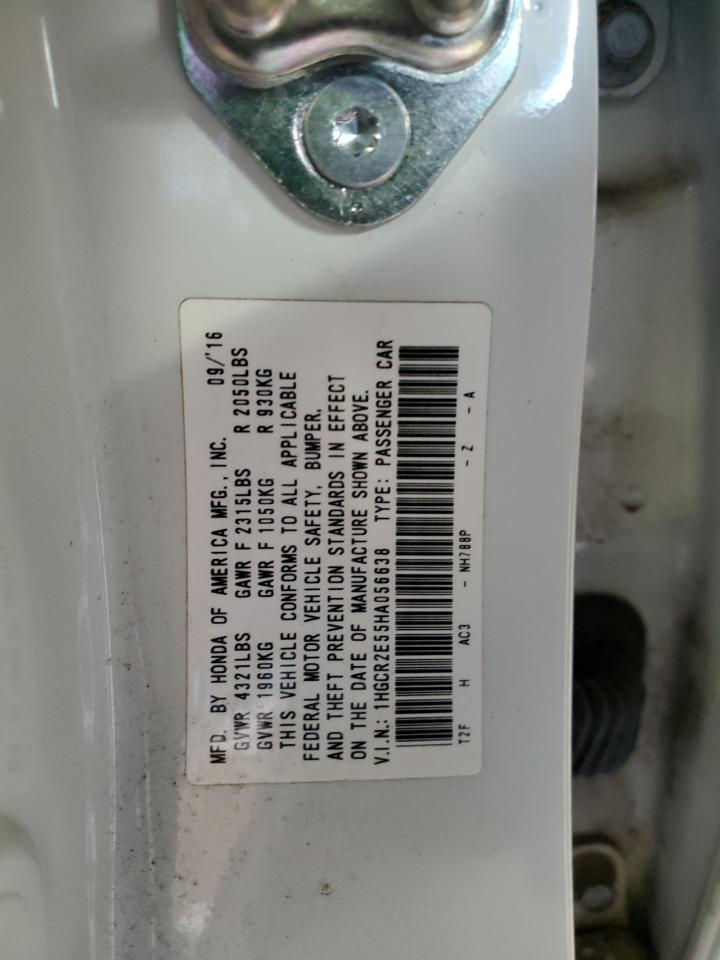 MFD. BY HONDA OF AMERICA MFG., INC. 09/'16
GVWR 4321LBS GAWR F 2315LBS R 2050LBS
GVWR 1960KG GAWR F 1050KG R 930KG
THIS VEHICLE CONFORMS TO ALL APPLICABLE
FEDERAL MOTOR VEHICLE SAFETY, BUMPER,
AND THEFT PREVENTION STANDARDS IN EFFECT
ON THE DATE OF MANUFACTURE SHOWN ABOVE.
V.I.N.: 1HGCR2E55HA056638 TYPE: PASSENGER CAR
T2F H AC3 - NH788P - Z - A